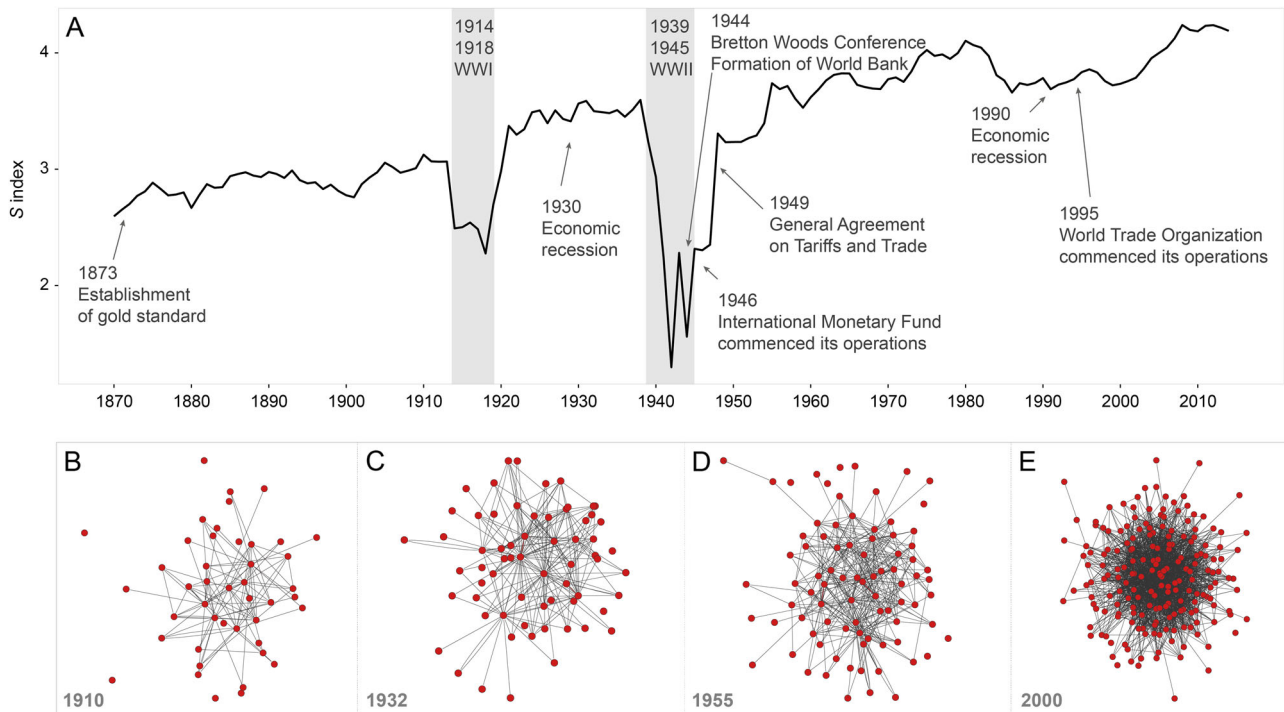 A
S index
4
3
2
1914
1918
WWI
1939
1945
WWII
1944
Bretton Woods Conference
Formation of World Bank
1873
Establishment
of gold standard
1930
Economic
recession
1949
General Agreement
on Tariffs and Trade
1946
International Monetary Fund
commenced its operations
1990
Economic
recession
1995
World Trade Organization
commenced its operations
1870 1880 1890 1900 1910 1920 1930 1940 1950 1960 1970 1980 1990 2000 2010
B
1910
C
1932
D
1955
E
2000